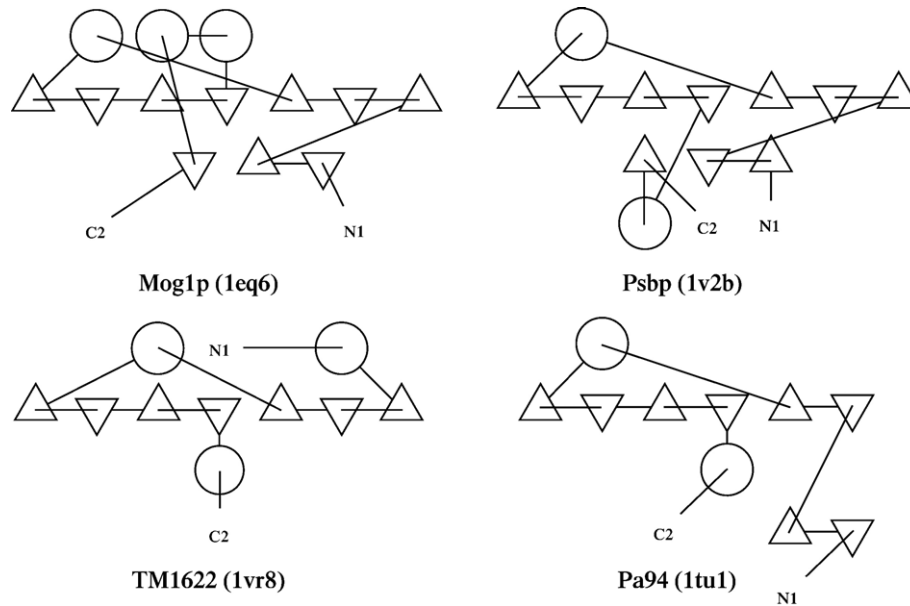 C2
N1
Mog1p (1eq6)
C2
N1
Psbp (1v2b)
N1
C2
TM1622 (1vr8)
C2
N1
Pa94 (1tu1)